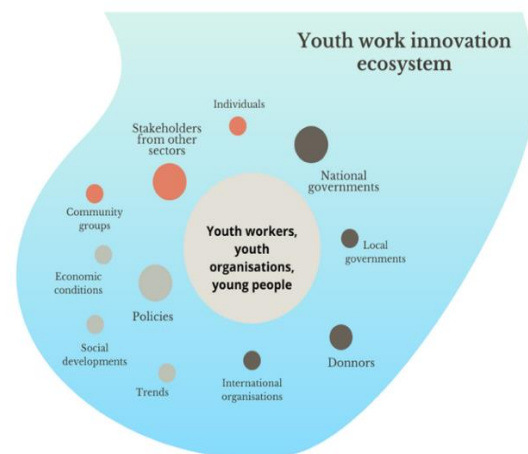 Youth work innovation
ecosystem
Individuals
Stakeholders
from other
sectors
National
governments
Community
groups
Youth workers,
youth
organisations,
young people
Local
governments
Economic
conditions
Policies
Social
developments
Donnors
Trends
International
organisations